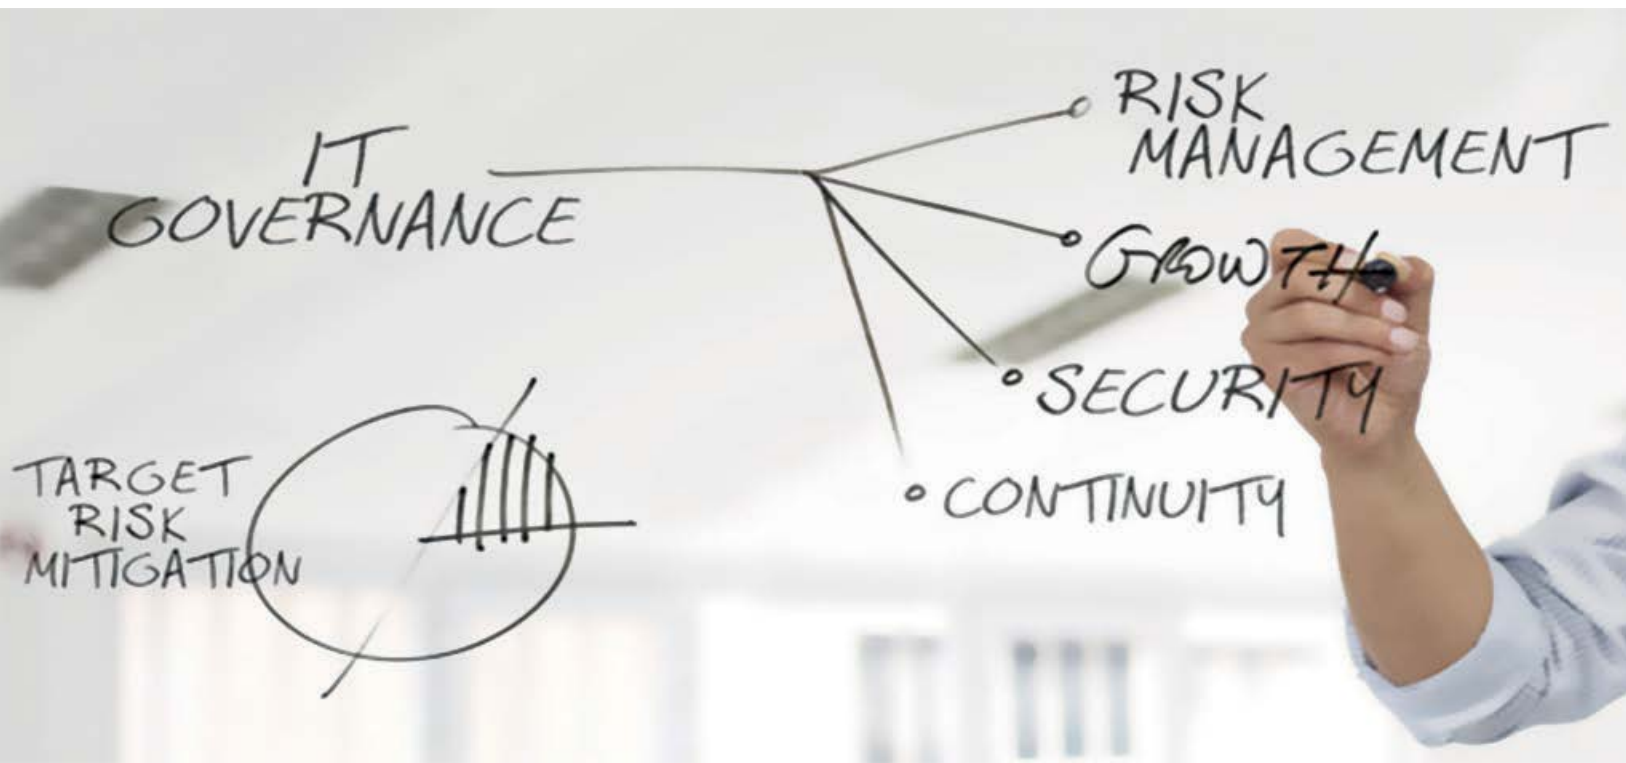 IT
GOVERNANCE
RISK
MANAGEMENT
GROWTH
SECURITY
CONTINUITY
TARGET
RISK
MITIGATION